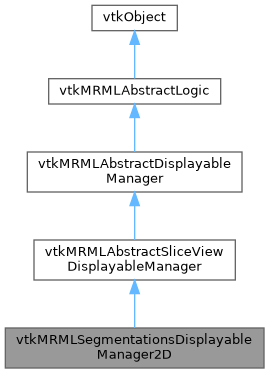 vtkObject
vtkMRMLAbstractLogic
vtkMRMLAbstractDisplayable
Manager
vtkMRMLAbstractSliceView
DisplayableManager
vtkMRMLSegmentationsDisplayable
Manager2D